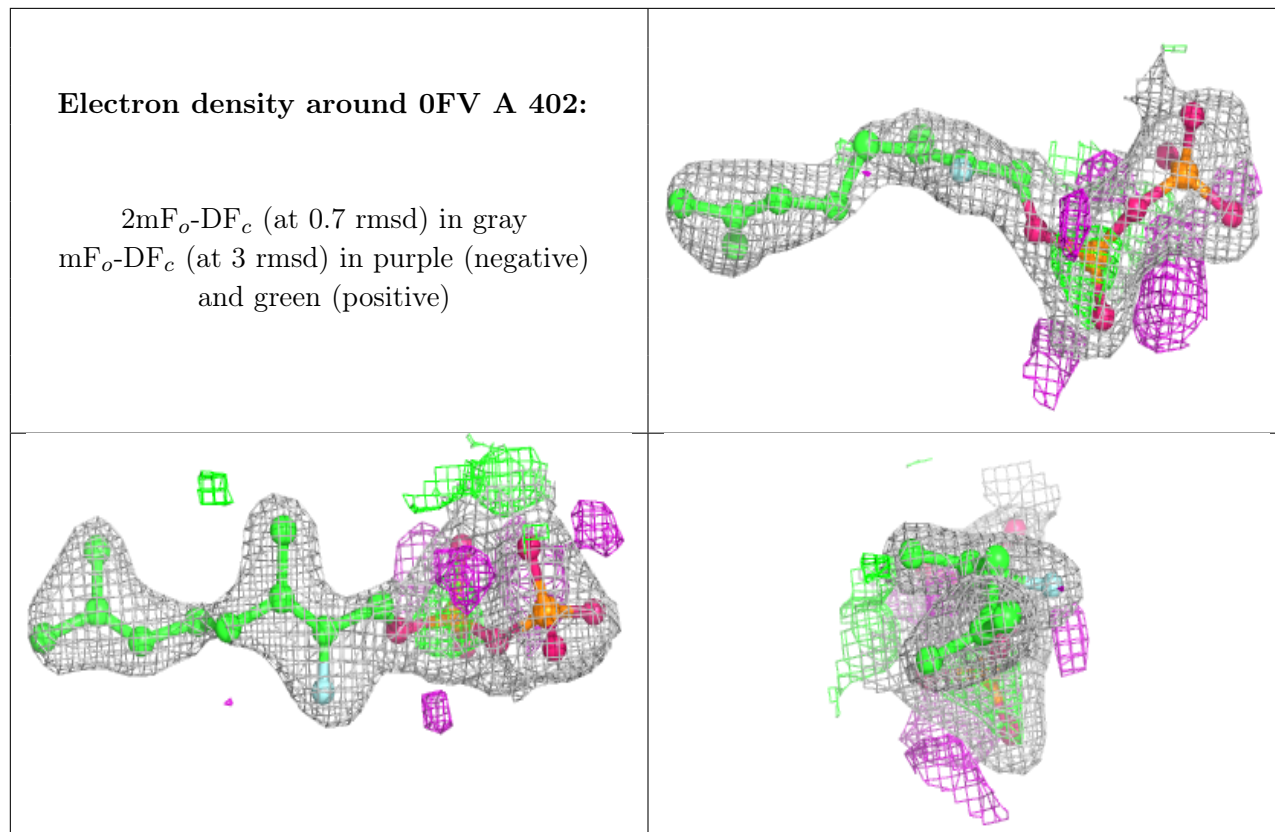 Electron density around 0FV A 402:
2mFo-DFc (at 0.7 rmsd) in gray
mFo-DFc (at 3 rmsd) in purple (negative)
and green (positive)